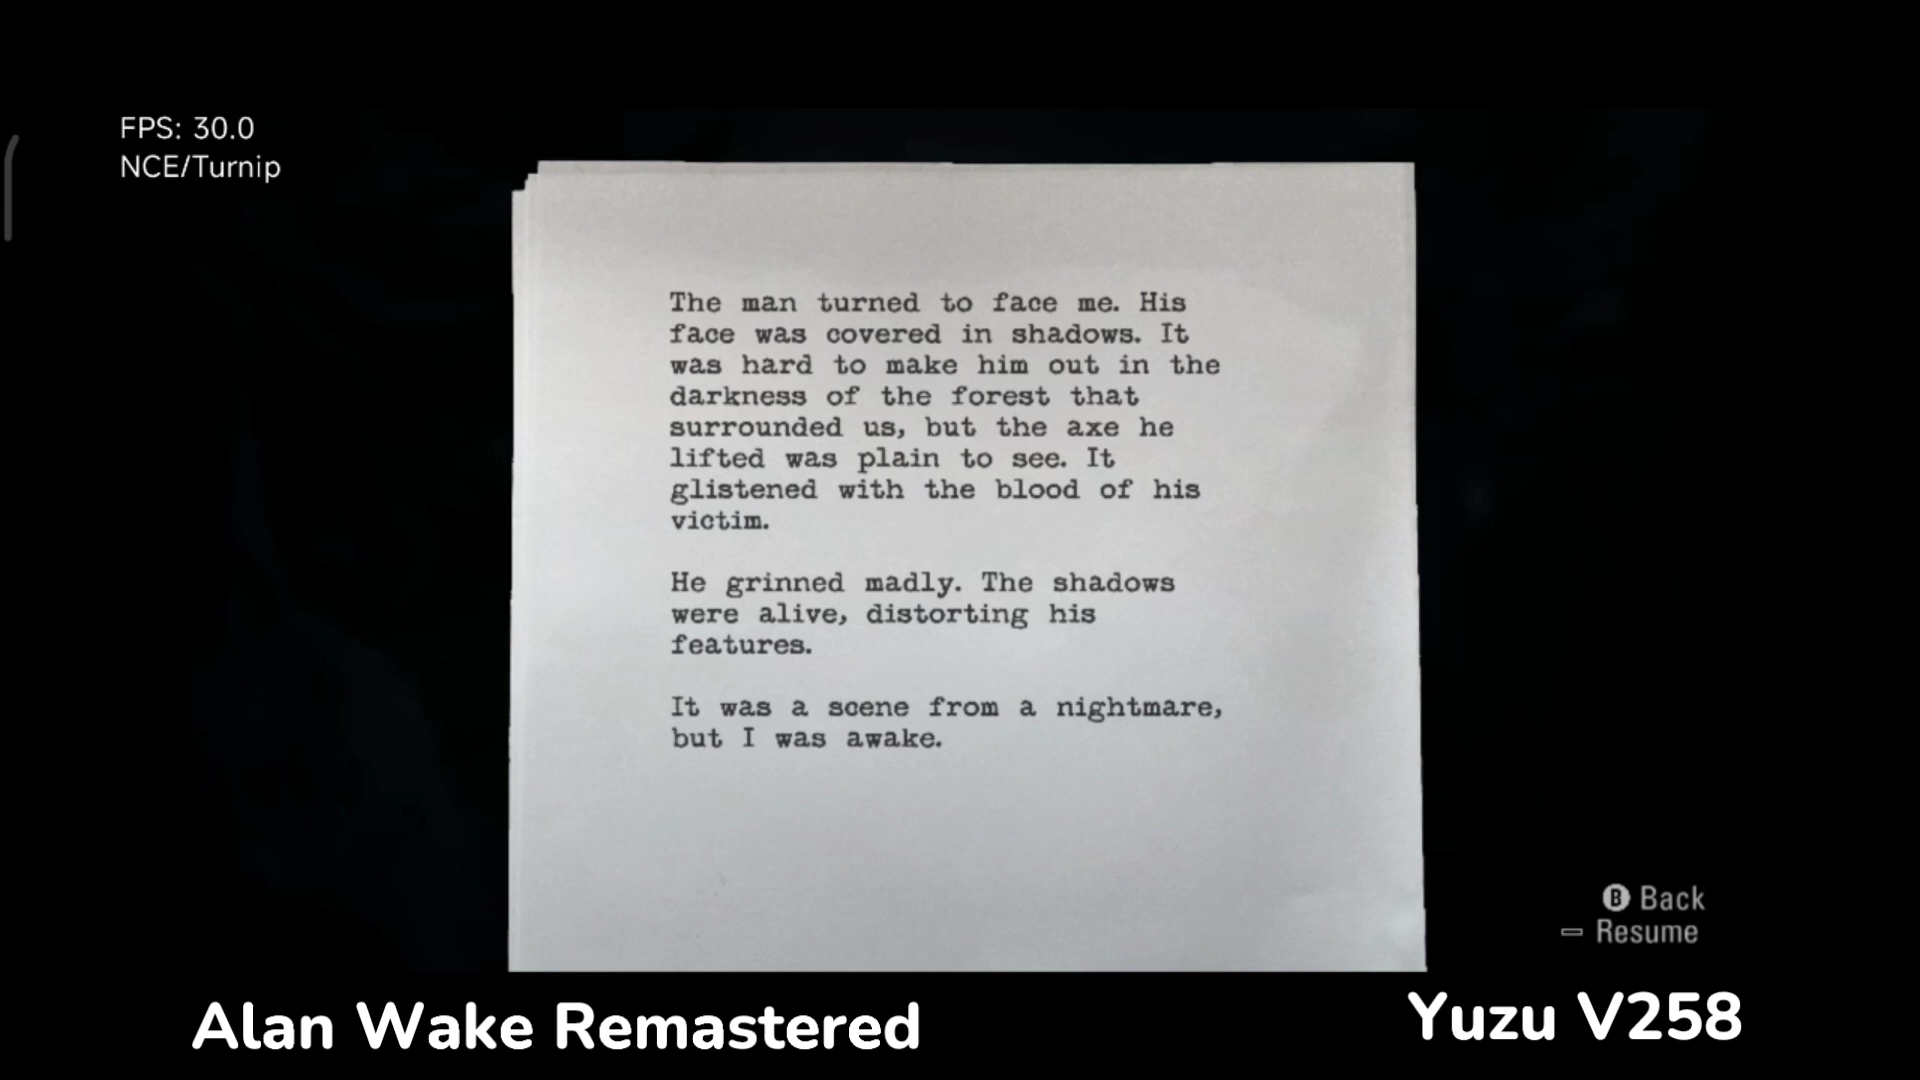 FPS: 30.0
NCE/Turnip
The man turned to face me. His
face was covered in shadows. It
was hard to make him out in the
darkness of the forest that
surrounded us, but the axe he
lifted was plain to see. It
glistened with the blood of his
victim.
He grinned madly. The shadows
were alive, distorting his
features.
It was a scene from a nightmare,
but I was awake.
B Back
Resume
Alan Wake Remastered
Yuzu V258